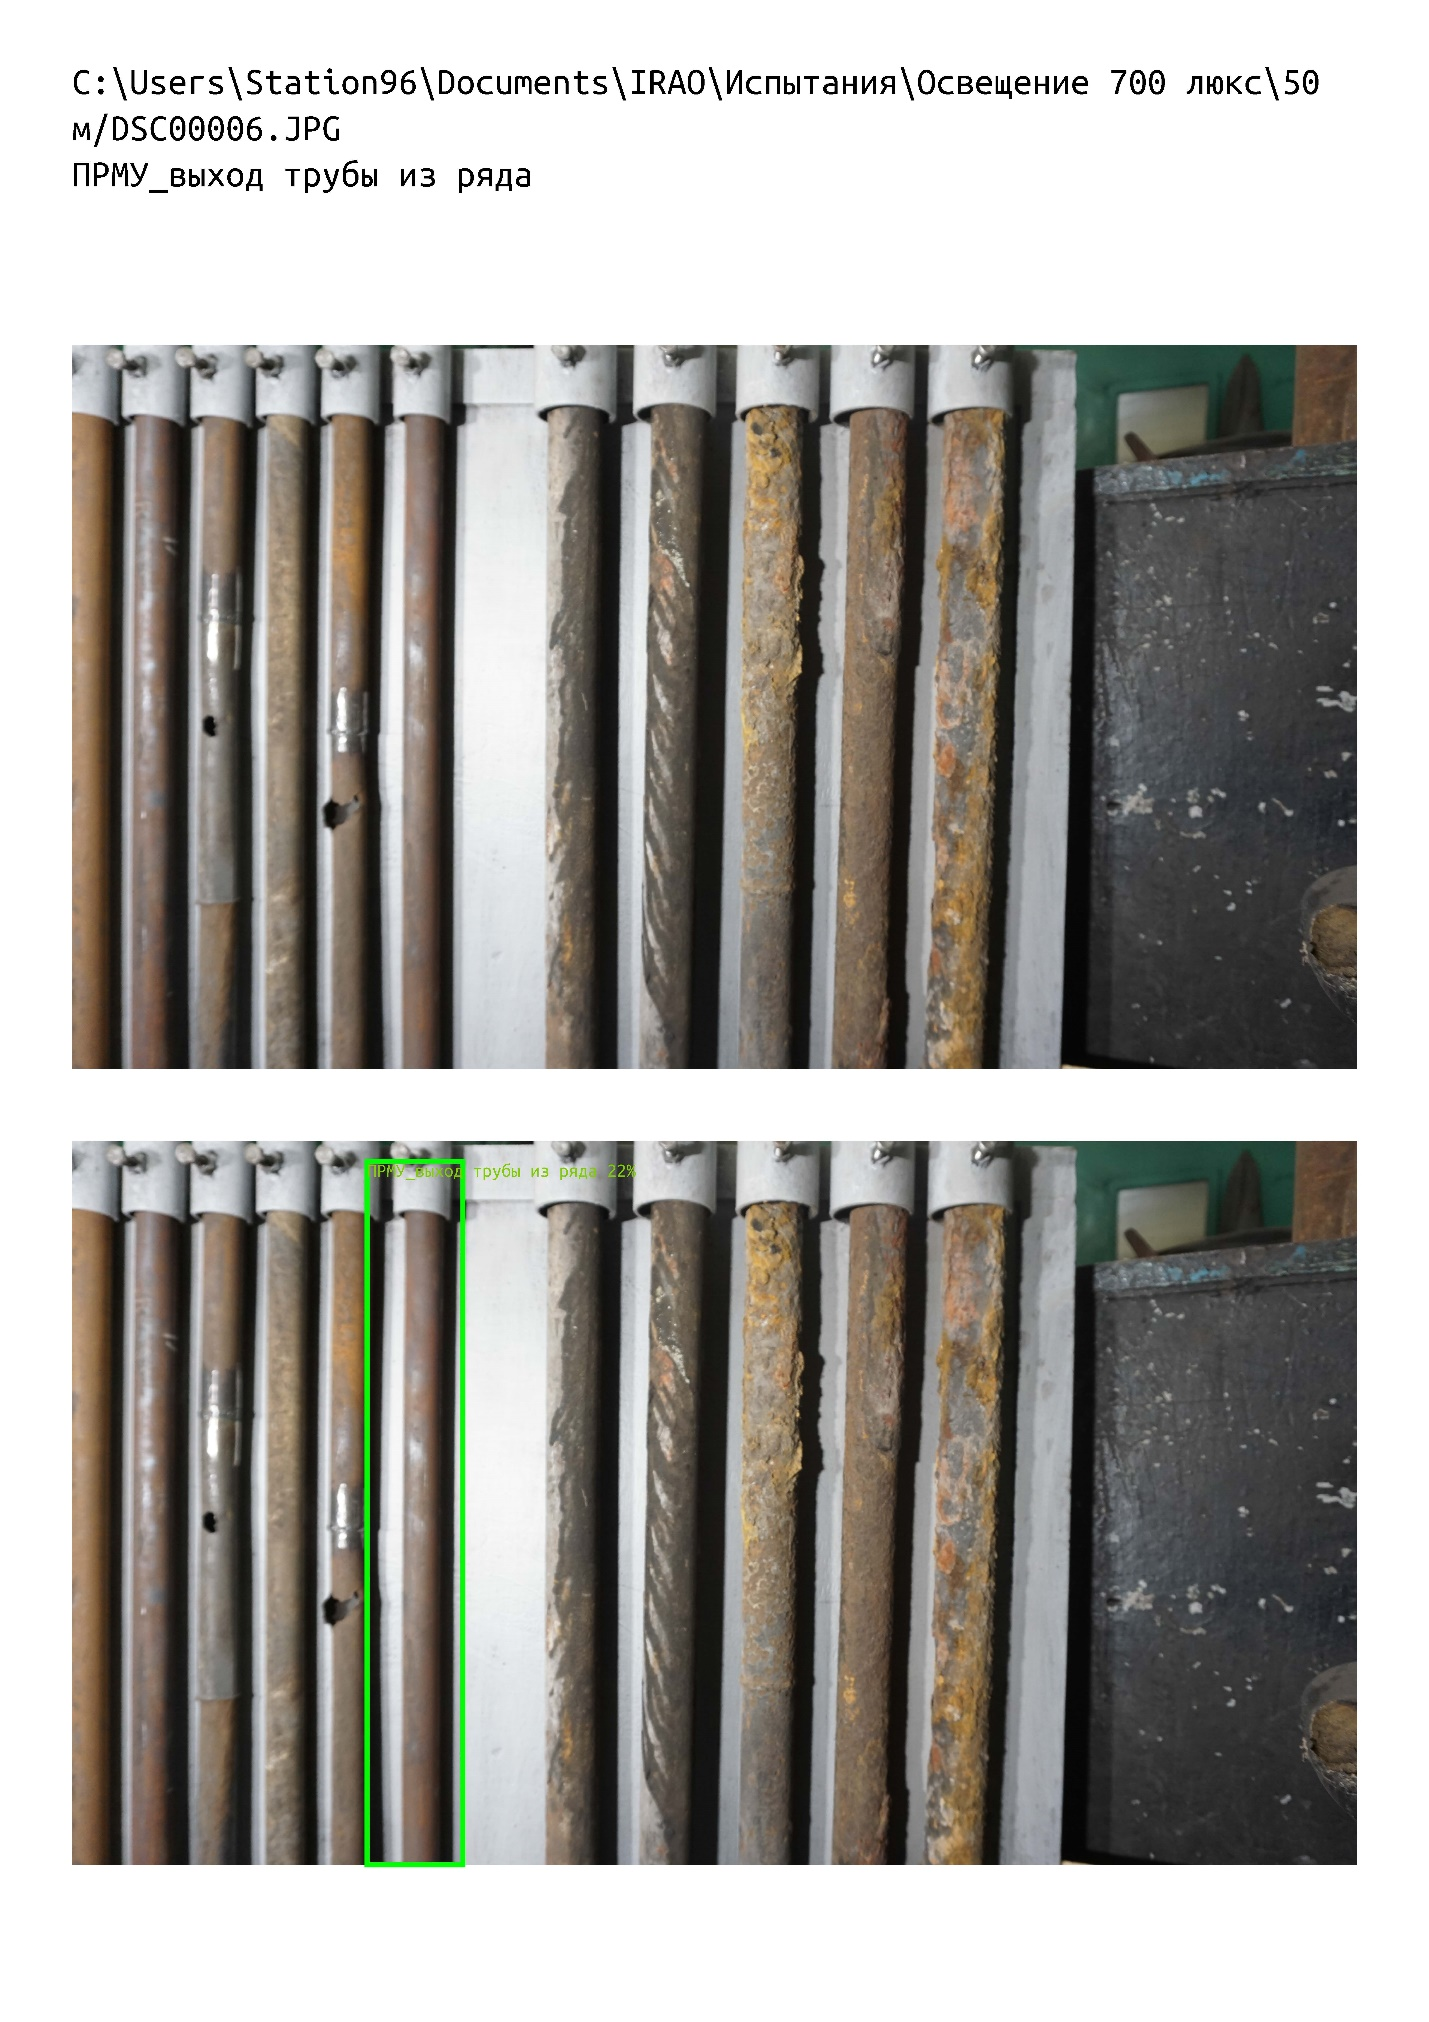 C:\Users\Station96\Documents\IRAO\Испытания\Освещение 700 люкс\50
м/DSC00006.JPG
ПРМУ_выход трубы из ряда
ПРМУ_выход трубы из ряда 22%